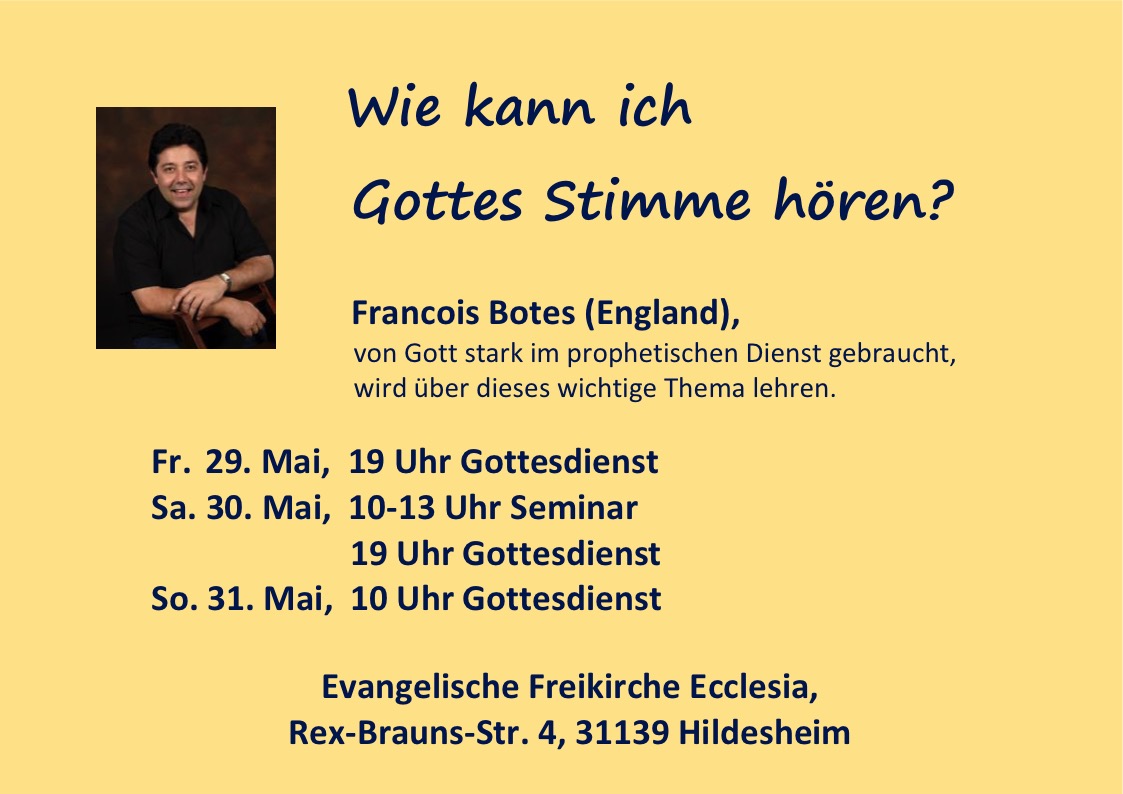 Wie kann ich
Gottes Stimme hören?
Francois Botes (England),
von Gott stark im prophetischen Dienst gebraucht,
wird über dieses wichtige Thema lehren.
Fr. 29. Mai, 19 Uhr Gottesdienst
Sa. 30. Mai, 10-13 Uhr Seminar
19 Uhr Gottesdienst
So. 31. Mai, 10 Uhr Gottesdienst
Evangelische Freikirche Ecclesia,
Rex-Brauns-Str. 4, 31139 Hildesheim